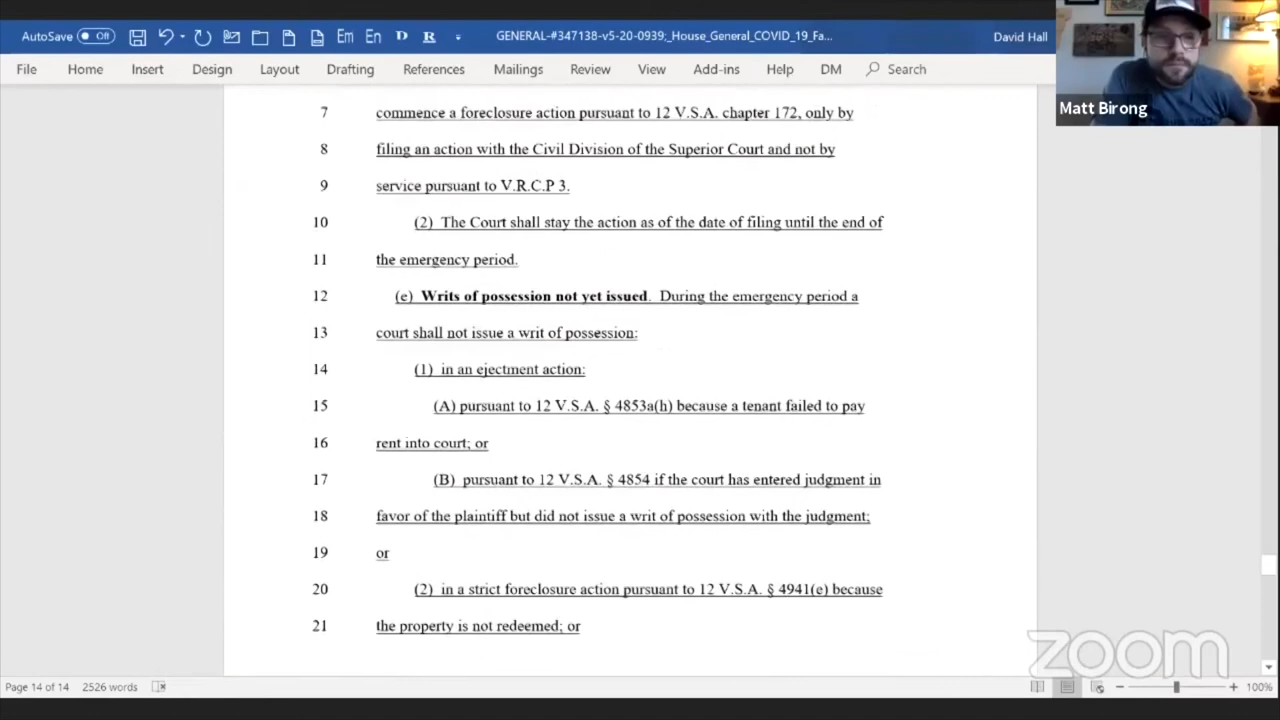 AutoSave Off
Em En D R
GENERAL-#347138-v5-20-0939;_House_General_COVID_19_Fa...
David Hall
File Home Insert Design Layout Drafting References Mailings Review View Add-ins Help DM Search
Matt Birong
7 commence a foreclosure action pursuant to 12 V.S.A. chapter 172, only by
8 filing an action with the Civil Division of the Superior Court and not by
9 service pursuant to V.R.C.P 3.
10 (2) The Court shall stay the action as of the date of filing until the end of
11 the emergency period.
12 (e) Writs of possession not yet issued. During the emergency period a
13 court shall not issue a writ of possession:
14 (1) in an ejectment action:
15 (A) pursuant to 12 V.S.A. § 4853a(h) because a tenant failed to pay
16 rent into court; or
17 (B) pursuant to 12 V.S.A. § 4854 if the court has entered judgment in
18 favor of the plaintiff but did not issue a writ of possession with the judgment;
19 or
20 (2) in a strict foreclosure action pursuant to 12 V.S.A. § 4941(e) because
21 the property is not redeemed; or
zoom
Page 14 of 14 2526 words
100%